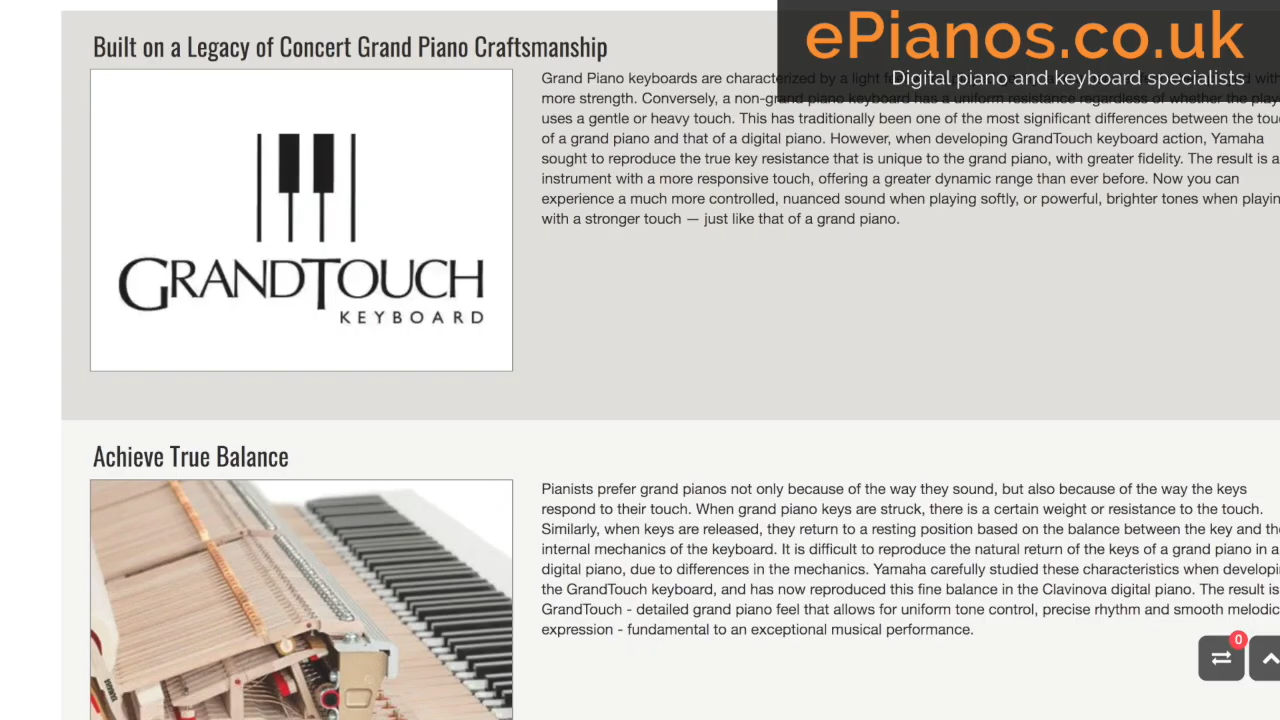 ePianos.co.uk
Digital piano and keyboard specialists
Built on a Legacy of Concert Grand Piano Craftsmanship
GRANDTOUCH
KEYBOARD
Grand Piano keyboards are characterized by a light
more strength. Conversely, a non-grand piano keyboard has a uniform resistance regardless of whether the
uses a gentle or heavy touch. This has traditionally been one of the most significant differences between the
of a grand piano and that of a digital piano. However, when developing GrandTouch keyboard action, Yamaha
sought to reproduce the true key resistance that is unique to the grand piano, with greater fidelity. The result is
instrument with a more responsive touch, offering a greater dynamic range than ever before. Now you can
experience a much more controlled, nuanced sound when playing softly, or powerful, brighter tones when
with a stronger touch — just like that of a grand piano.
Achieve True Balance
Pianists prefer grand pianos not only because of the way they sound, but also because of the way the keys
respond to their touch. When grand piano keys are struck, there is a certain weight or resistance to the touch.
Similarly, when keys are released, they return to a resting position based on the balance between the key and
internal mechanics of the keyboard. It is difficult to reproduce the natural return of the keys of a grand piano in a
digital piano, due to differences in the mechanics. Yamaha carefully studied these characteristics when
the GrandTouch keyboard, and has now reproduced this fine balance in the Clavinova digital piano. The result is
GrandTouch - detailed grand piano feel that allows for uniform tone control, precise rhythm and smooth melodic
expression - fundamental to an exceptional musical performance.
0